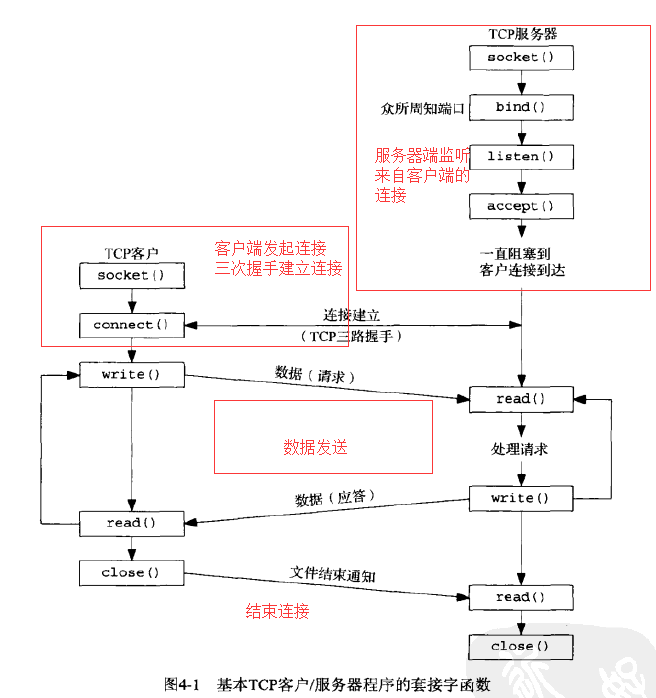 TCP服务器
socket()
众所周知端口
bind()
服务器端监听
来自客户端的
连接
listen()
accept()
一直阻塞到
客户连接到达
客户端发起连接
三次握手建立连接
TCP客户
socket()
connect()
连接建立
(TCP三路握手)
write()
数据(请求)
read()
数据发送
处理请求
write()
数据(应答)
read()
close()
文件结束通知
read()
结束连接
close()
图4-1 基本TCP客户/服务器程序的套接字函数